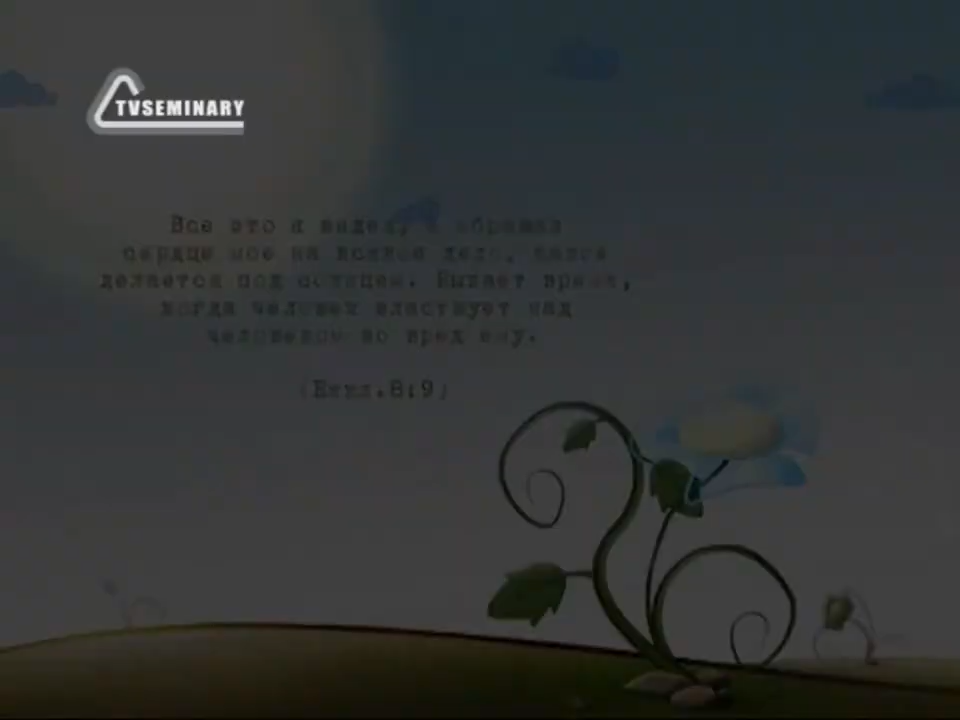 TVSEMINARY
Все это я видел, и обращал
сердце мое на всякое дело, какое
делается под солнцем. Бывает время,
когда человек властвует над
человеком во вред ему.
(Еккл.8:9)